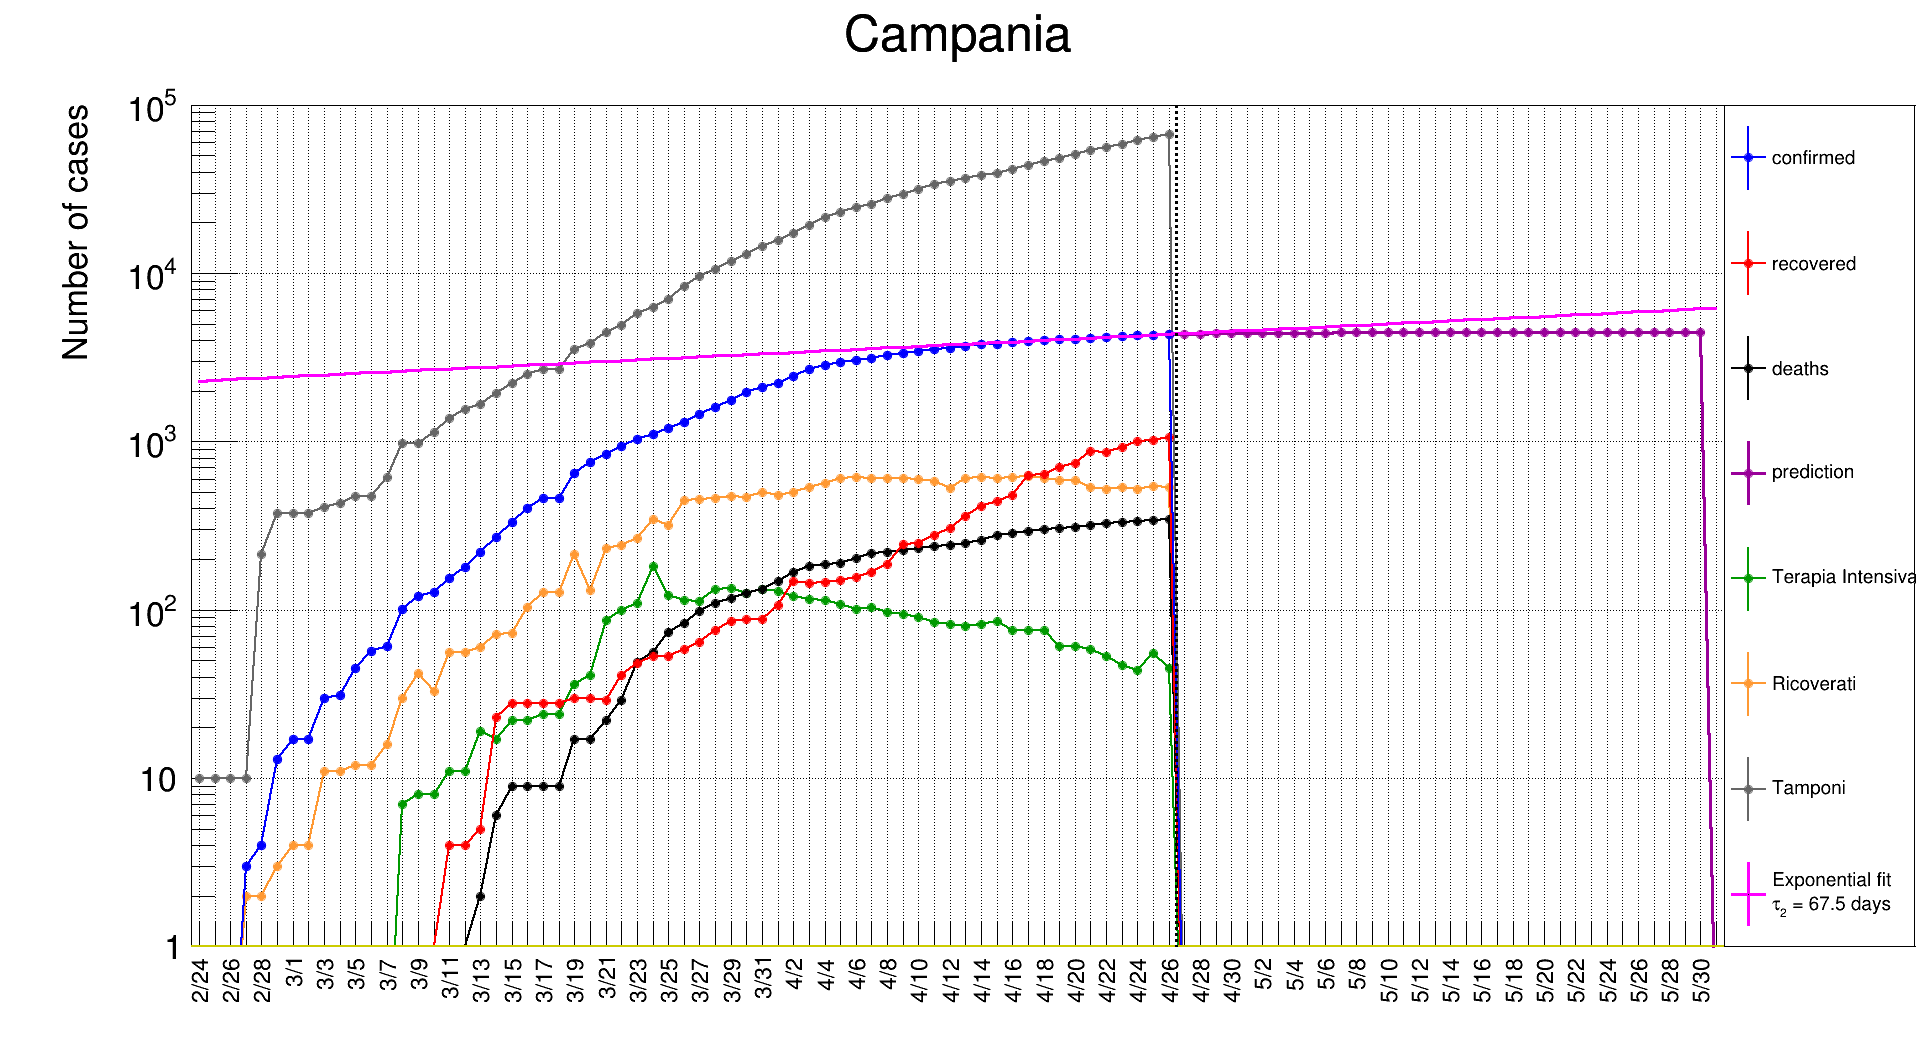 Campania
Number of cases
10^5
10^4
10^3
10^2
10
1
2/24 2/26 2/28 3/1 3/3 3/5 3/7 3/9 3/11 3/13 3/15 3/17 3/19 3/21 3/23 3/25 3/27 3/29 3/31 4/2 4/4 4/6 4/8 4/10 4/12 4/14 4/16 4/18 4/20 4/22 4/24 4/26 4/28 4/30 5/2 5/4 5/6 5/8 5/10 5/12 5/14 5/16 5/18 5/20 5/22 5/24 5/26 5/28 5/30
confirmed
recovered
deaths
prediction
Terapia Intensiva
Ricoverati
Tamponi
Exponential fit
τ₂ = 67.5 days